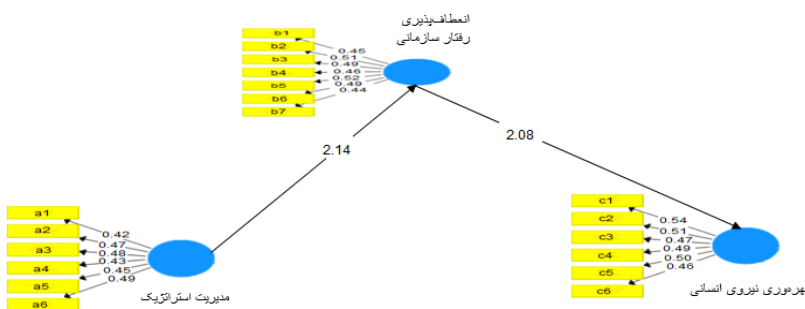 انعطاف‌پذیری
رفتار سازمانی
b1
b2
b3
b4
b5
b6
b7
0.45
0.51
0.49
0.46
0.52
0.49
0.44
2.14
2.08
a1
a2
a3
a4
a5
a6
0.42
0.47
0.48
0.43
0.45
0.49
مدیریت استراتژیک
c1
c2
c3
c4
c5
c6
0.54
0.51
0.47
0.49
0.50
0.46
بهره‌وری نیروی انسانی